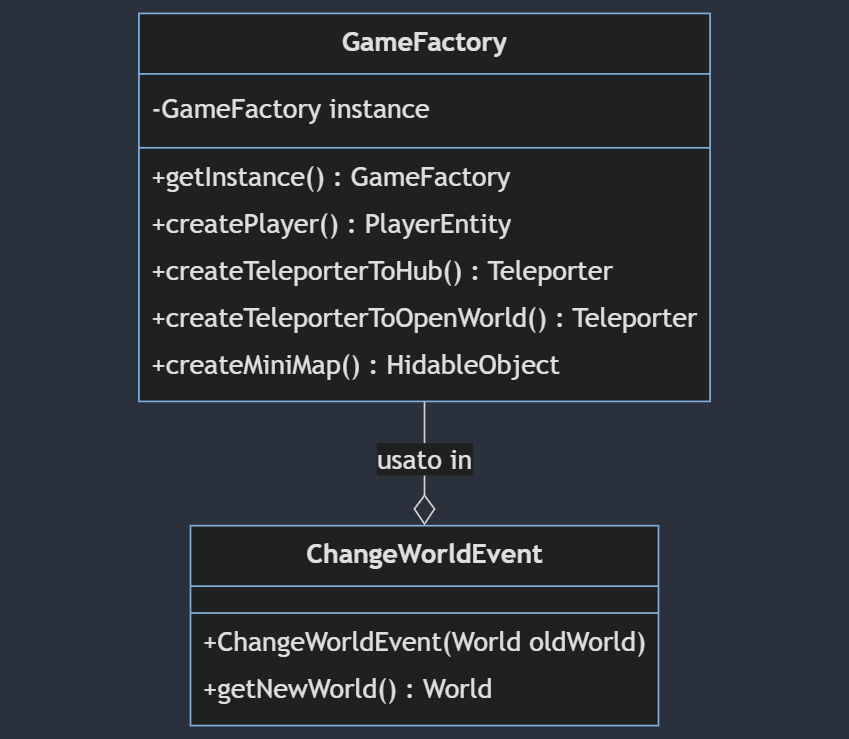 GameFactory
-GameFactory instance
+getInstance() : GameFactory
+createPlayer() : PlayerEntity
+createTeleporterToHub() : Teleporter
+createTeleporterToOpenWorld() : Teleporter
+createMiniMap() : HidableObject
usato in
ChangeWorldEvent
+ChangeWorldEvent(World oldWorld)
+getNewWorld() : World